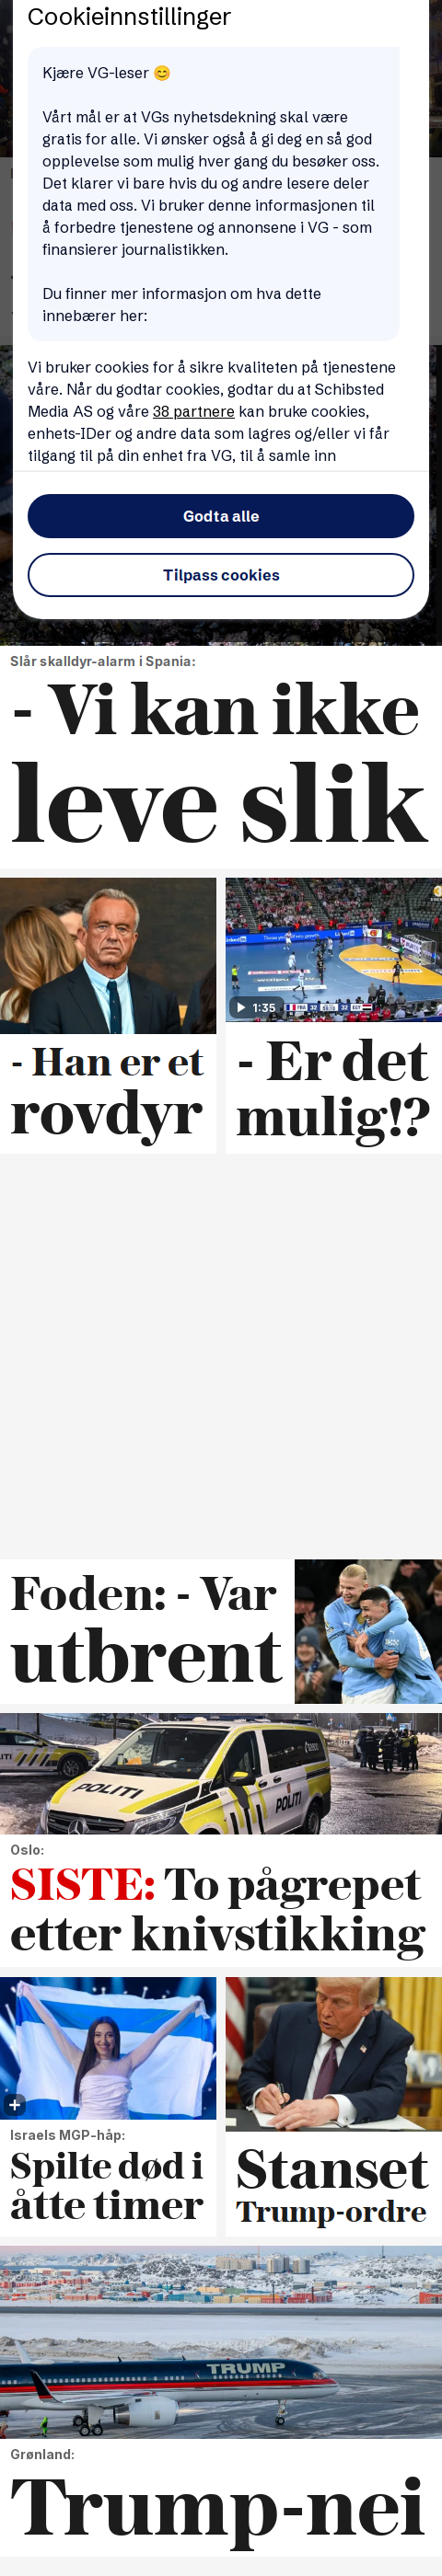 Cookieinnstillinger
Kjære VG-leser 😊
Vårt mål er at VGs nyhetsdekning skal være
gratis for alle. Vi ønsker også å gi deg en så god
opplevelse som mulig hver gang du besøker oss.
Det klarer vi bare hvis du og andre lesere deler
data med oss. Vi bruker denne informasjonen til
å forbedre tjenestene og annonsene i VG - som
finansierer journalistikken.
Du finner mer informasjon om hva dette
innebærer her:
Vi bruker cookies for å sikre kvaliteten på tjenestene
våre. Når du godtar cookies, godtar du at Schibsted
Media AS og våre 38 partnere kan bruke cookies,
enhets-IDer og andre data som lagres og/eller vi får
tilgang til på din enhet fra VG, til å samle inn
Godta alle
Tilpass cookies
Slår skalldyr-alarm i Spania:
- Vi kan ikke
leve slik
1:35
- Han er et
rovdyr
- Er det
mulig!?
Foden: - Var
utbrent
POLITI
POLITI
Oslo:
SISTE: To pågrepet
etter knivstikking
Israels MGP-håp:
Spilte død i
åtte timer
Stanset
Trump-ordre
TRUMP
Grønland:
Trump-nei